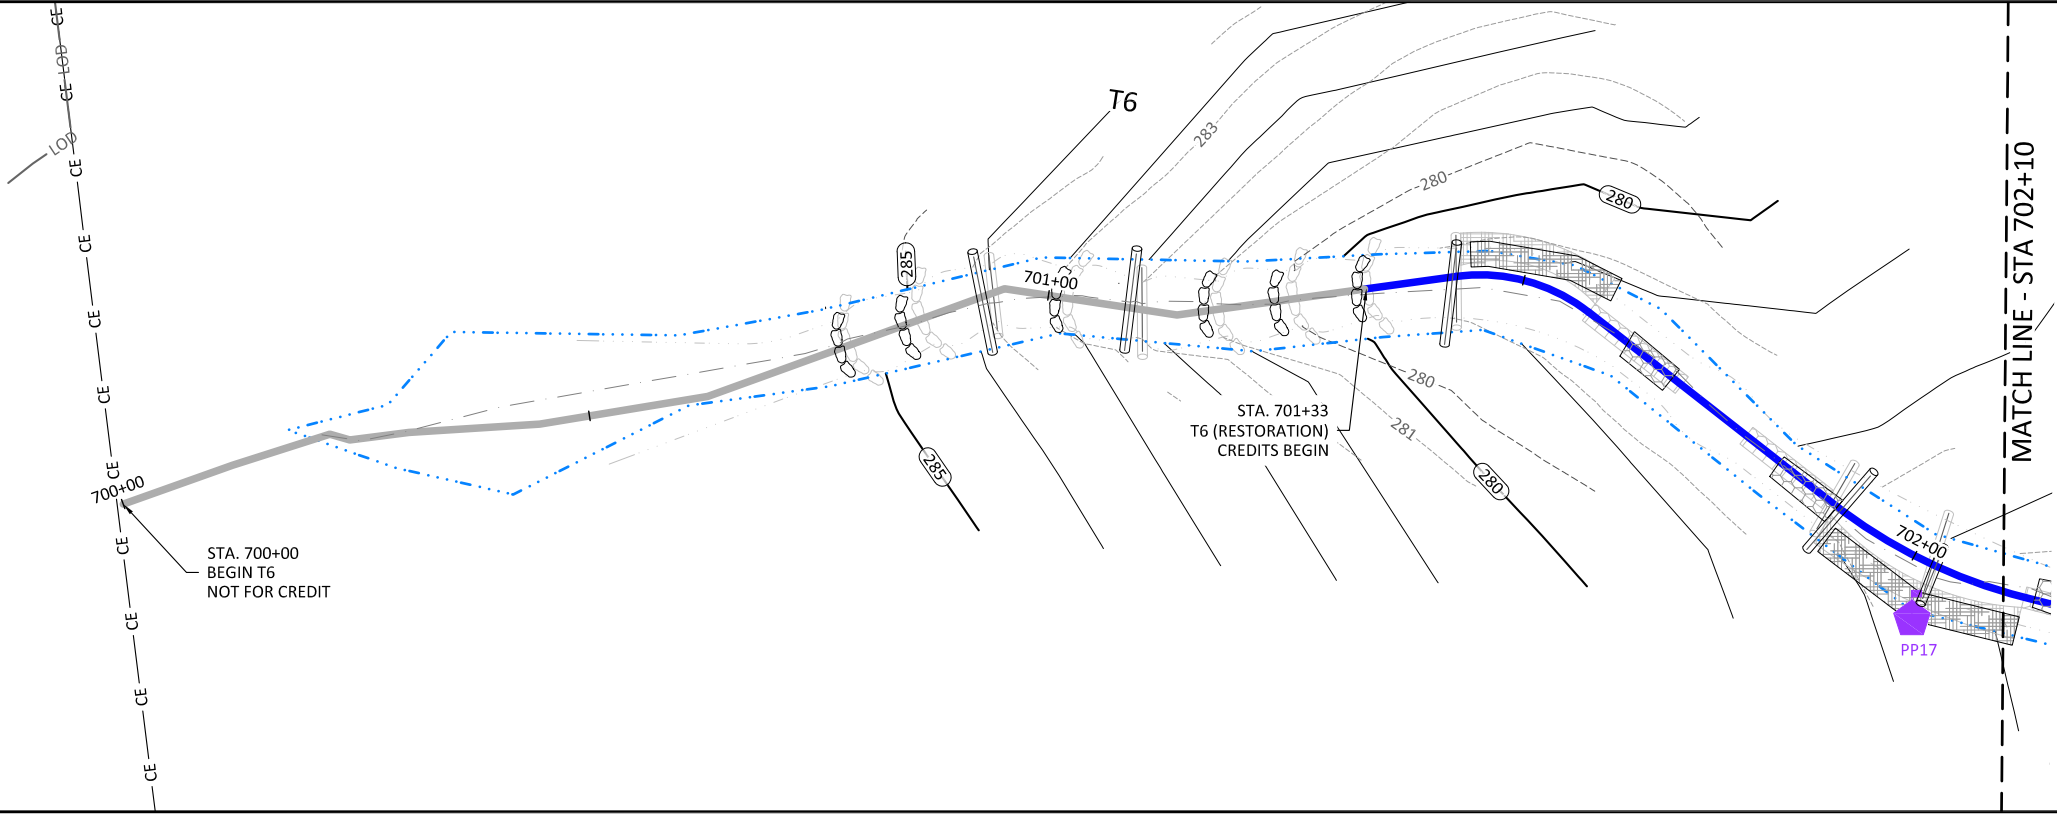 CE
CE LOD
LOD
CE
CE
CE
CE
CE
CE
CE
CE
CE
T6
283
280
280
285
701+00
280
281
285
280
STA. 701+33
T6 (RESTORATION)
CREDITS BEGIN
700+00
STA. 700+00
BEGIN T6
NOT FOR CREDIT
702+00
PP17
MATCH LINE - STA 702+10